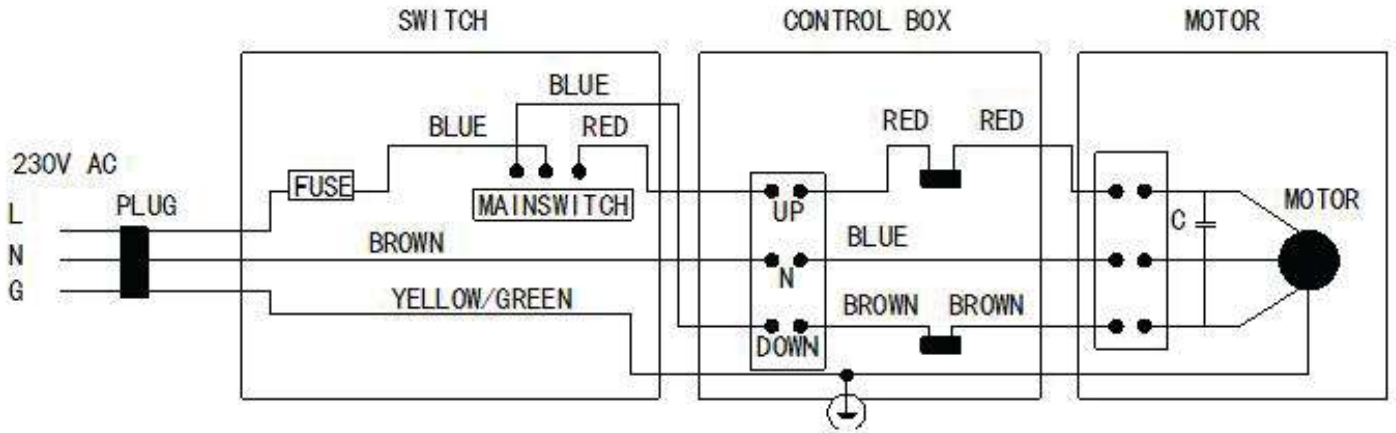 SWITCH
CONTROL BOX
MOTOR
BLUE
BLUE
RED
RED
RED
230V AC
FUSE
MAINSWITCH
UP
C
MOTOR
L
PLUG
N
BROWN
BLUE
N
G
YELLOW/GREEN
BROWN
BROWN
DOWN